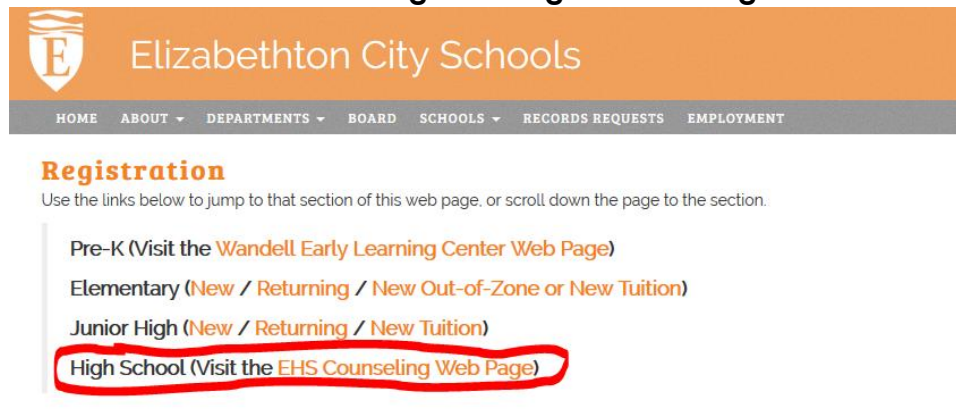 E
Elizabethton City Schools
HOME ABOUT DEPARTMENTS BOARD SCHOOLS RECORDS REQUESTS EMPLOYMENT
Registration
Use the links below to jump to that section of this web page, or scroll down the page to the section.
Pre-K (Visit the Wandell Early Learning Center Web Page)
Elementary (New / Returning / New Out-of-Zone or New Tuition)
Junior High (New / Returning / New Tuition)
High School (Visit the EHS Counseling Web Page)